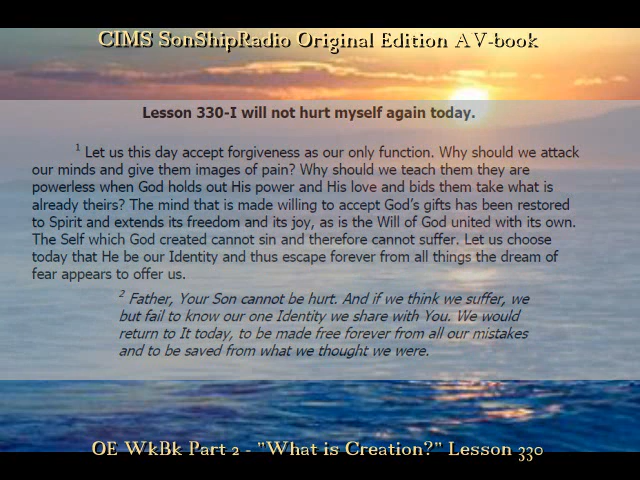 CIMS SonShipRadio Original Edition AV-book
Lesson 330-I will not hurt myself again today.
1 Let us this day accept forgiveness as our only function. Why should we attack
our minds and give them images of pain? Why should we teach them they are
powerless when God holds out His power and His love and bids them take what is
already theirs? The mind that is made willing to accept God's gifts has been restored
to Spirit and extends its freedom and its joy, as is the Will of God united with its own.
The Self which God created cannot sin and therefore cannot suffer. Let us choose
today that He be our Identity and thus escape forever from all things the dream of
fear appears to offer us.
2 Father, Your Son cannot be hurt. And if we think we suffer, we
but fail to know our one Identity we share with You. We would
return to It today, to be made free forever from all our mistakes
and to be saved from what we thought we were.
OE WkBk Part 2 - "What is Creation?" Lesson 330